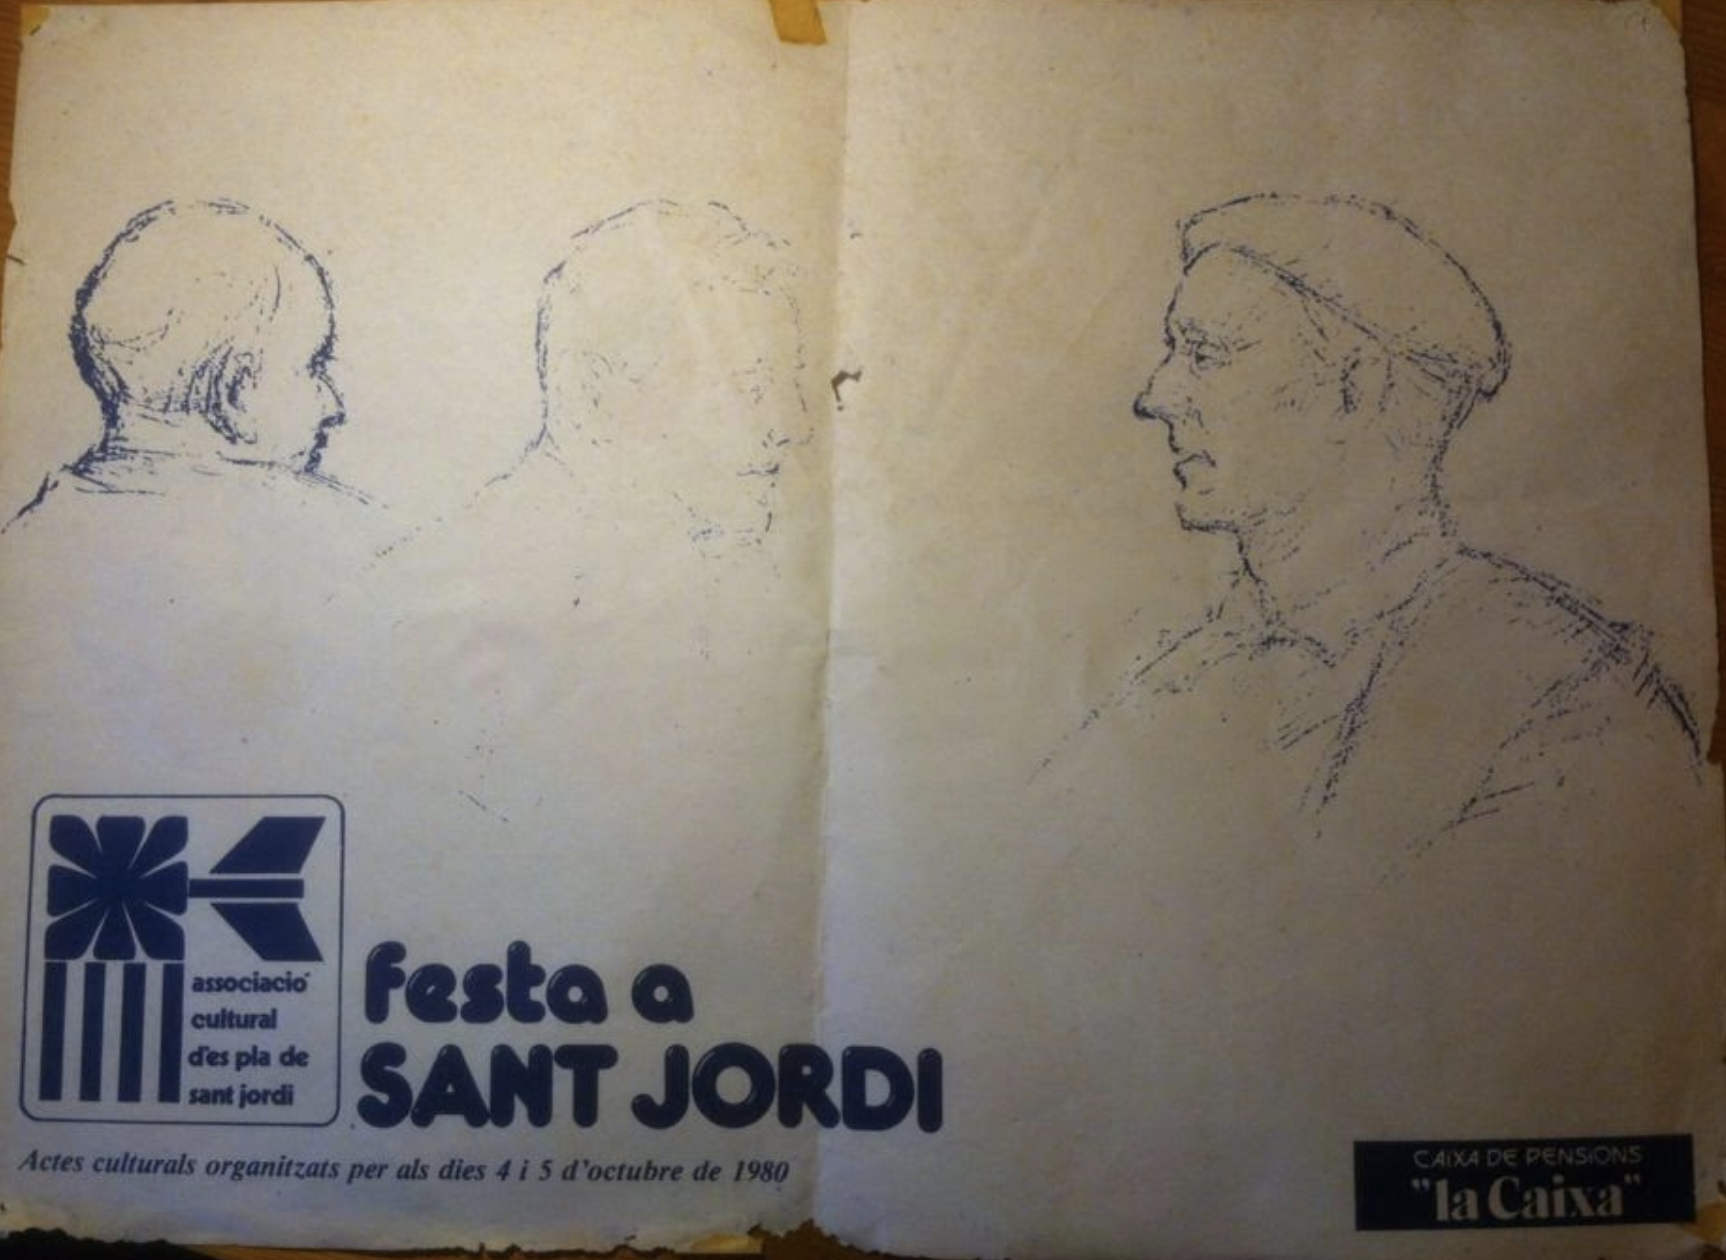 associació
cultural
d'es pla de
sant jordi
festa a
SANT JORDI
Actes culturals organitzats per als dies 4 i 5 d'octubre de 1980
CAIXA DE PENSIONS
"la Caixa"